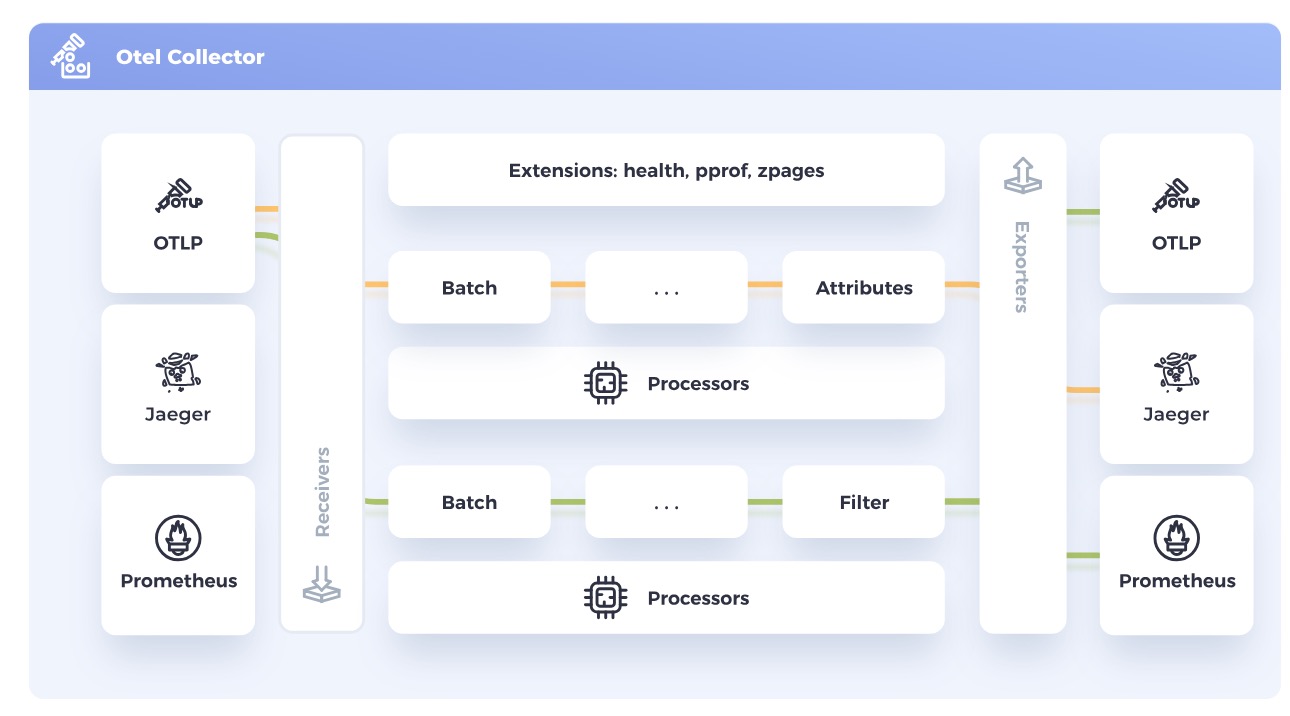 Otel Collector
OTLP
OTLP
Jaeger
Prometheus
Receivers
Extensions: health, pprof, zpages
Batch
...
Attributes
Processors
Batch
...
Filter
Processors
Exporters
OTLP
OTLP
Jaeger
Prometheus